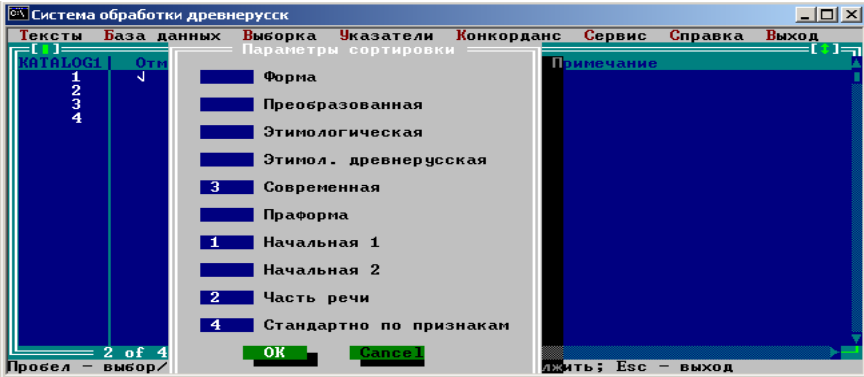 Система обработки древнерусск
Тексты База данных Выборка Указатели Конкорданс Сервис Справка Выход
Параметры сортировки
KATALOG1 Отм Примечание
1 √ Форма
2 Преобразованная
3 Этимологическая
4 Этимол. древнерусская
3 Современная
Праформа
1 Начальная 1
Начальная 2
2 Часть речи
4 Стандартно по признакам
2 of 4 OK Cancel
Пробел – выбор/ лжить; Esc – выход